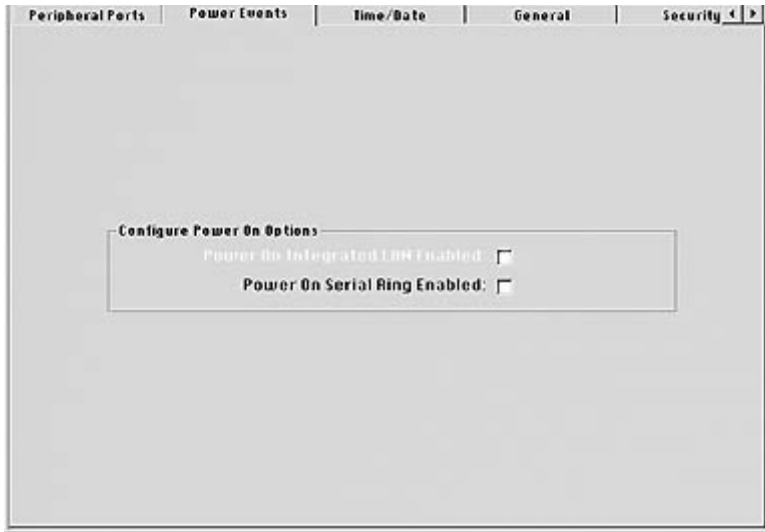 Peripheral Ports Power Events Time/Date General Security
Configure Power On Options
Power On Integrated LAN Enabled:
Power On Serial Ring Enabled: